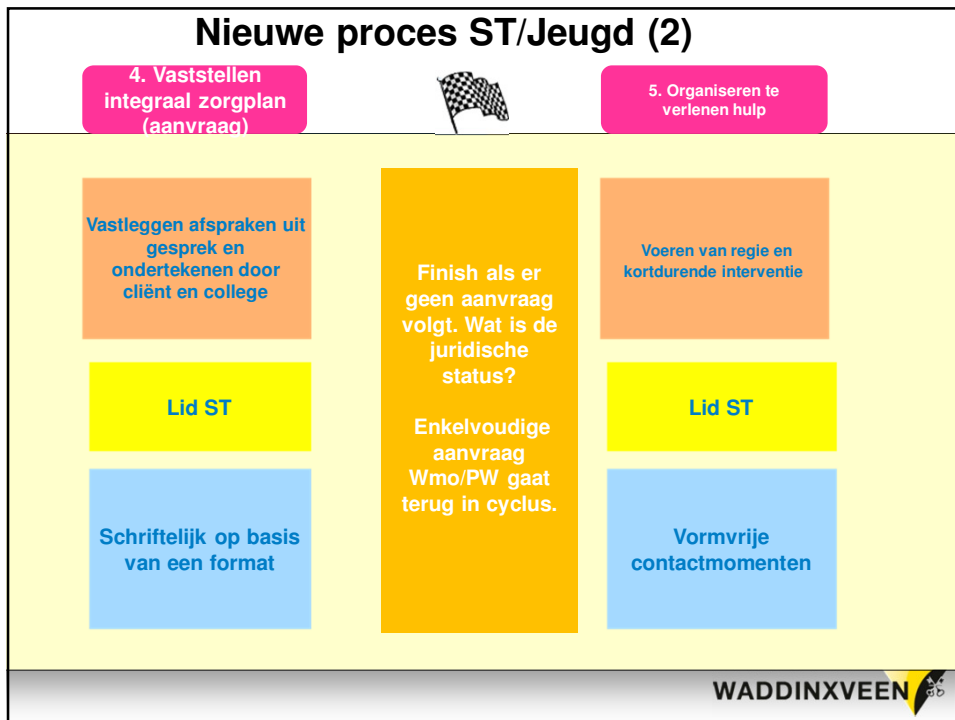 Nieuwe proces ST/Jeugd (2)
4. Vaststellen
integraal zorgplan
(aanvraag)
5. Organiseren te
verlenen hulp
Vastleggen afspraken uit
gesprek en
ondertekenen door
cliënt en college
Lid ST
Schriftelijk op basis
van een format
Finish als er
geen aanvraag
volgt. Wat is de
juridische
status?
Enkelvoudige
aanvraag
Wmo/PW gaat
terug in cyclus.
Voeren van regie en
kortdurende interventie
Lid ST
Vormvrije
contactmomenten
WADDINXVEEN